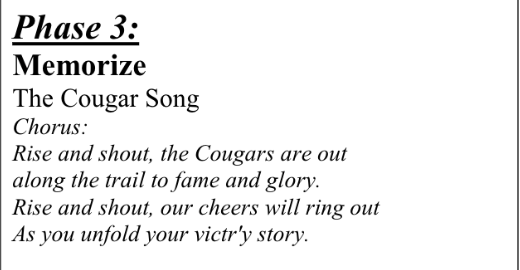 Phase 3:
Memorize
The Cougar Song
Chorus:
Rise and shout, the Cougars are out
along the trail to fame and glory.
Rise and shout, our cheers will ring out
As you unfold your victr'y story.